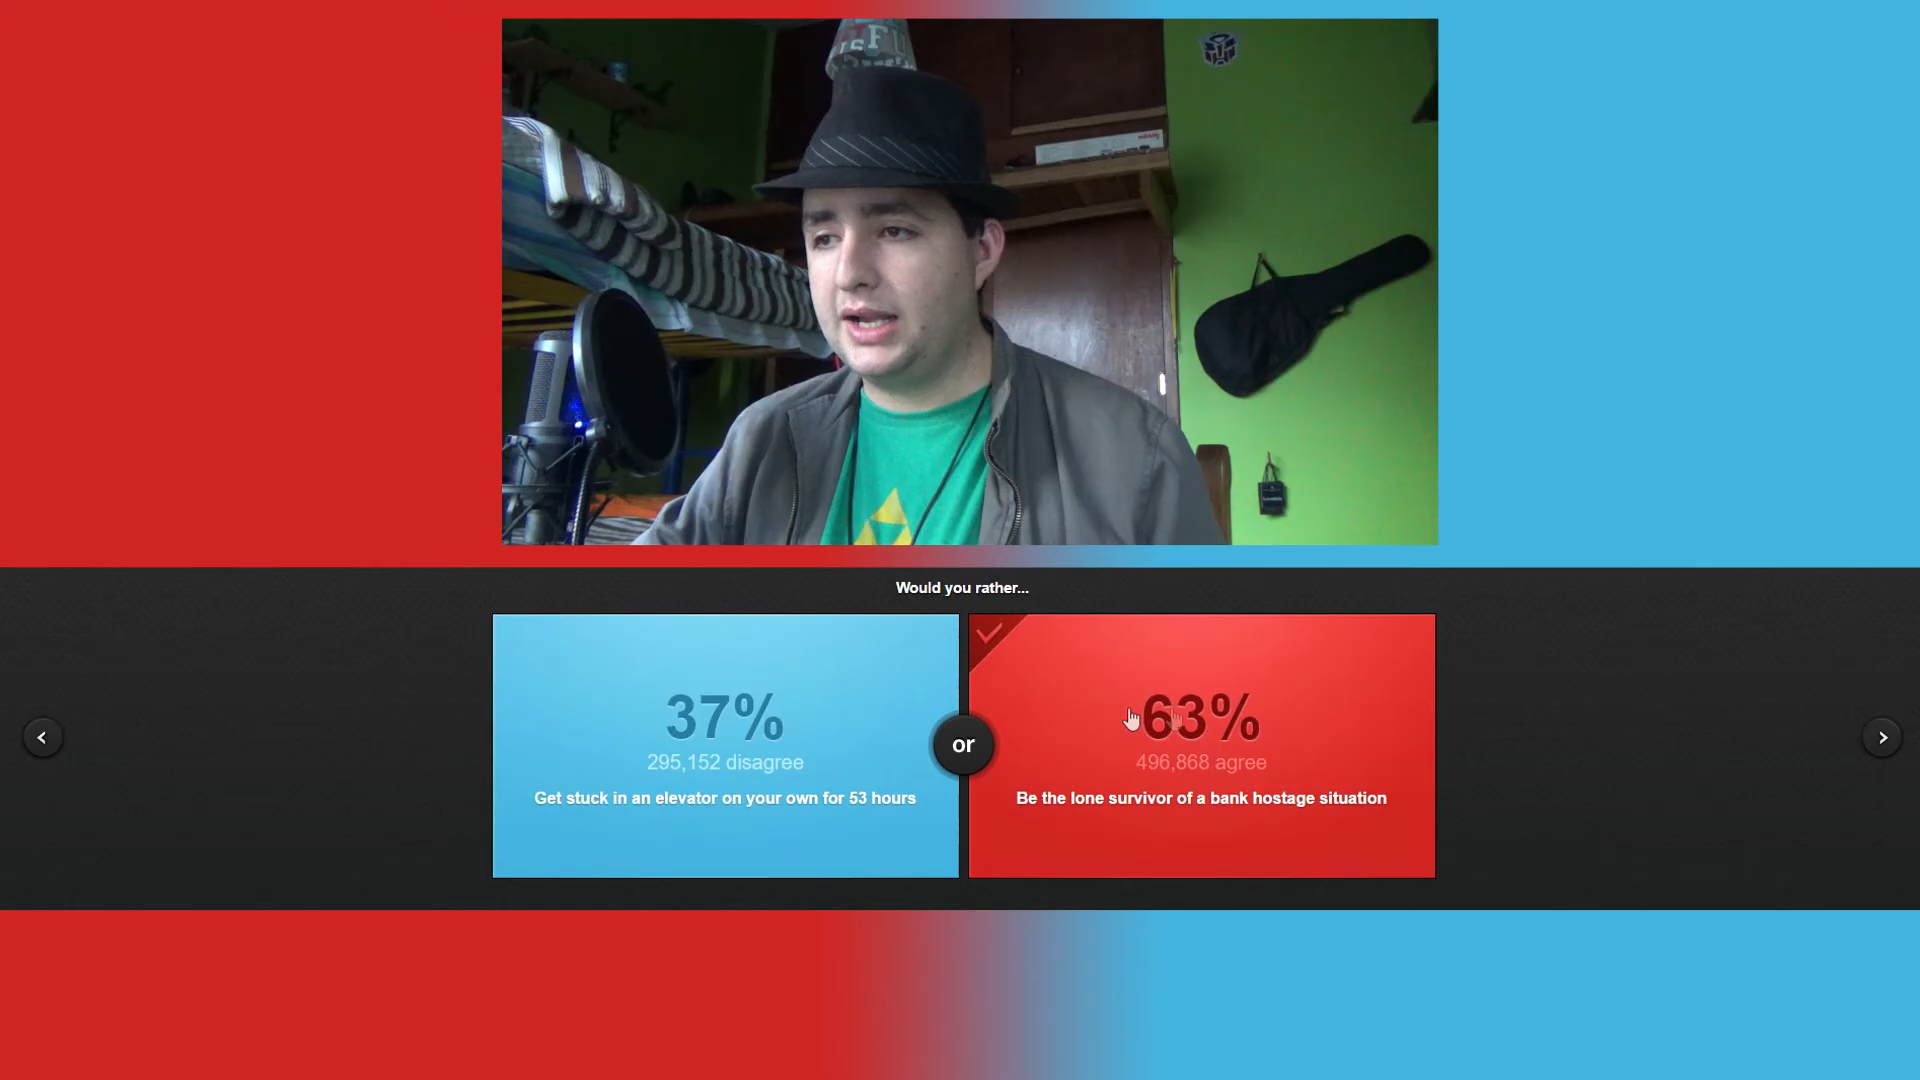 Would you rather...
37%
295,152 disagree
Get stuck in an elevator on your own for 53 hours
or
63%
496,868 agree
Be the lone survivor of a bank hostage situation